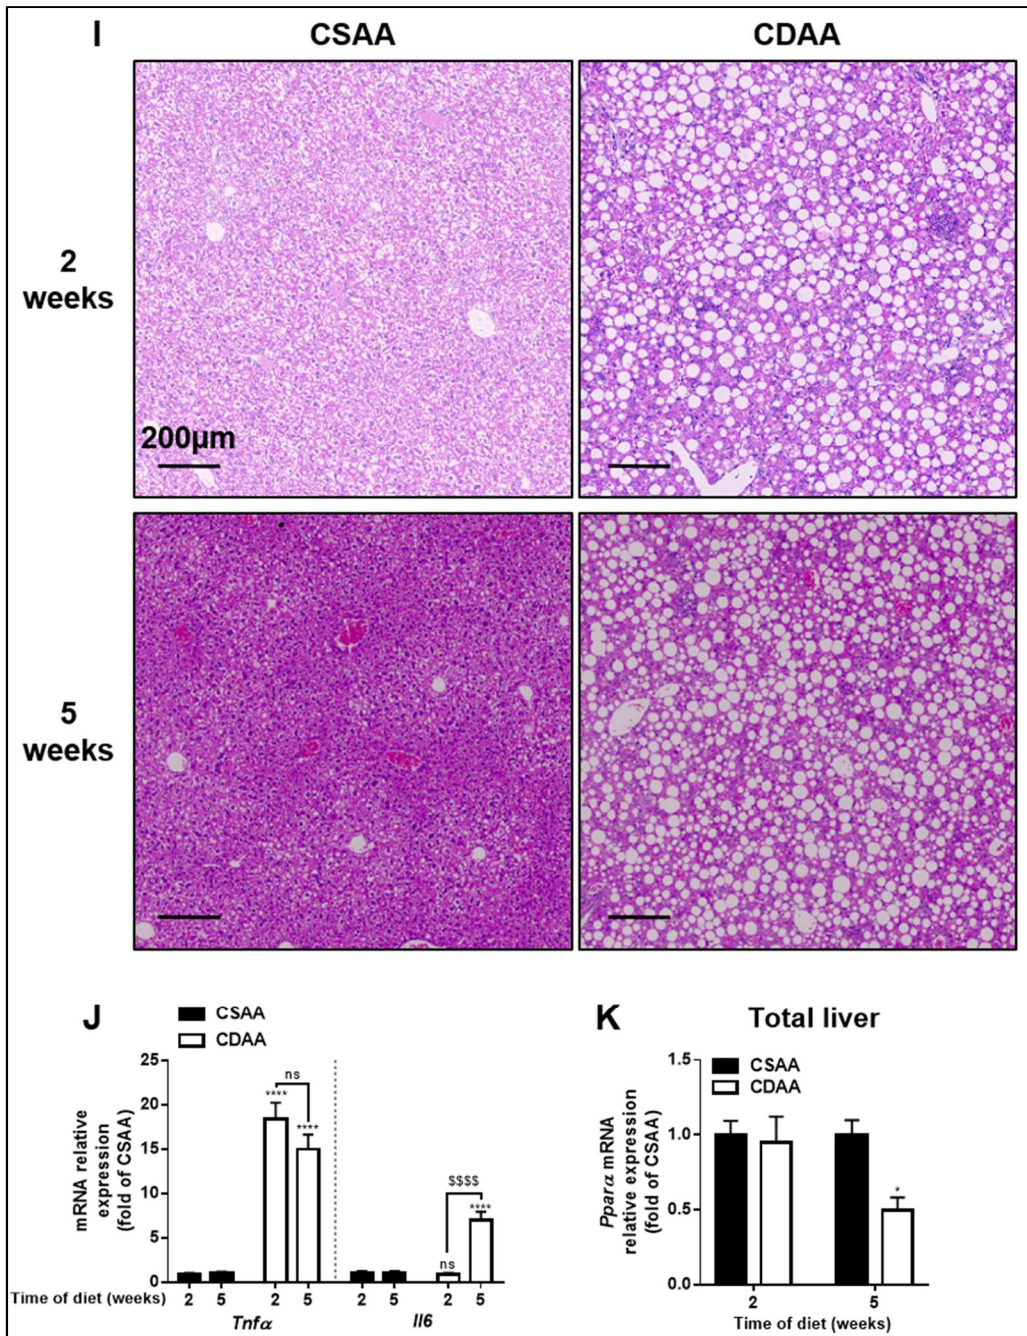 I CSAA CDAA
2
weeks
200µm
5
weeks
J
CSAA
CDAA
mRNA relative
expression
(fold of CSAA)
25
20
15
10
5
0
ns
****
****
$$$$
****
ns
Time of diet (weeks) 2 5 2 5 2 5 2 5
Tnfα Il6
K Total liver
CSAA
CDAA
Pparα mRNA
relative expression
(fold of CSAA)
1.5
1.0
0.5
0.0
*
2 5
Time of diet (weeks)